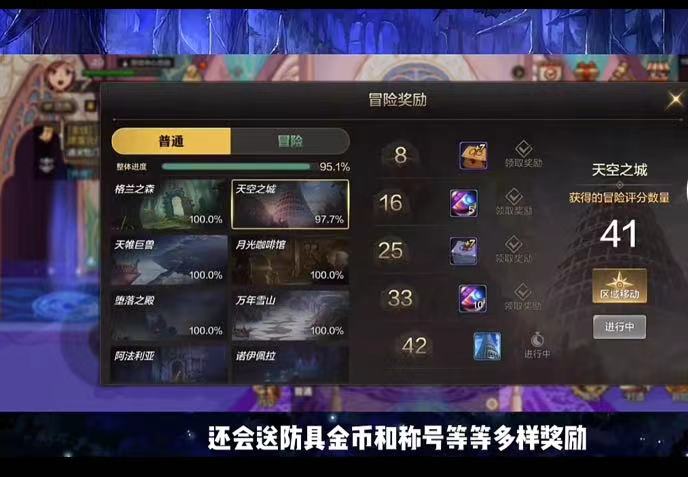 冒险奖励
普通
冒险
整体进度
95.1%
格兰之森
100.0%
天空之城
97.7%
天帷巨兽
100.0%
月光咖啡馆
100.0%
堕落之殿
100.0%
万年雪山
100.0%
阿法利亚
诺伊佩拉
8
+7
领取奖励
16
5
领取奖励
25
+7
领取奖励
33
10
领取奖励
42
进行中
天空之城
获得的冒险评分数量
41
区域移动
进行中
还会送防具金币和称号等等多样奖励